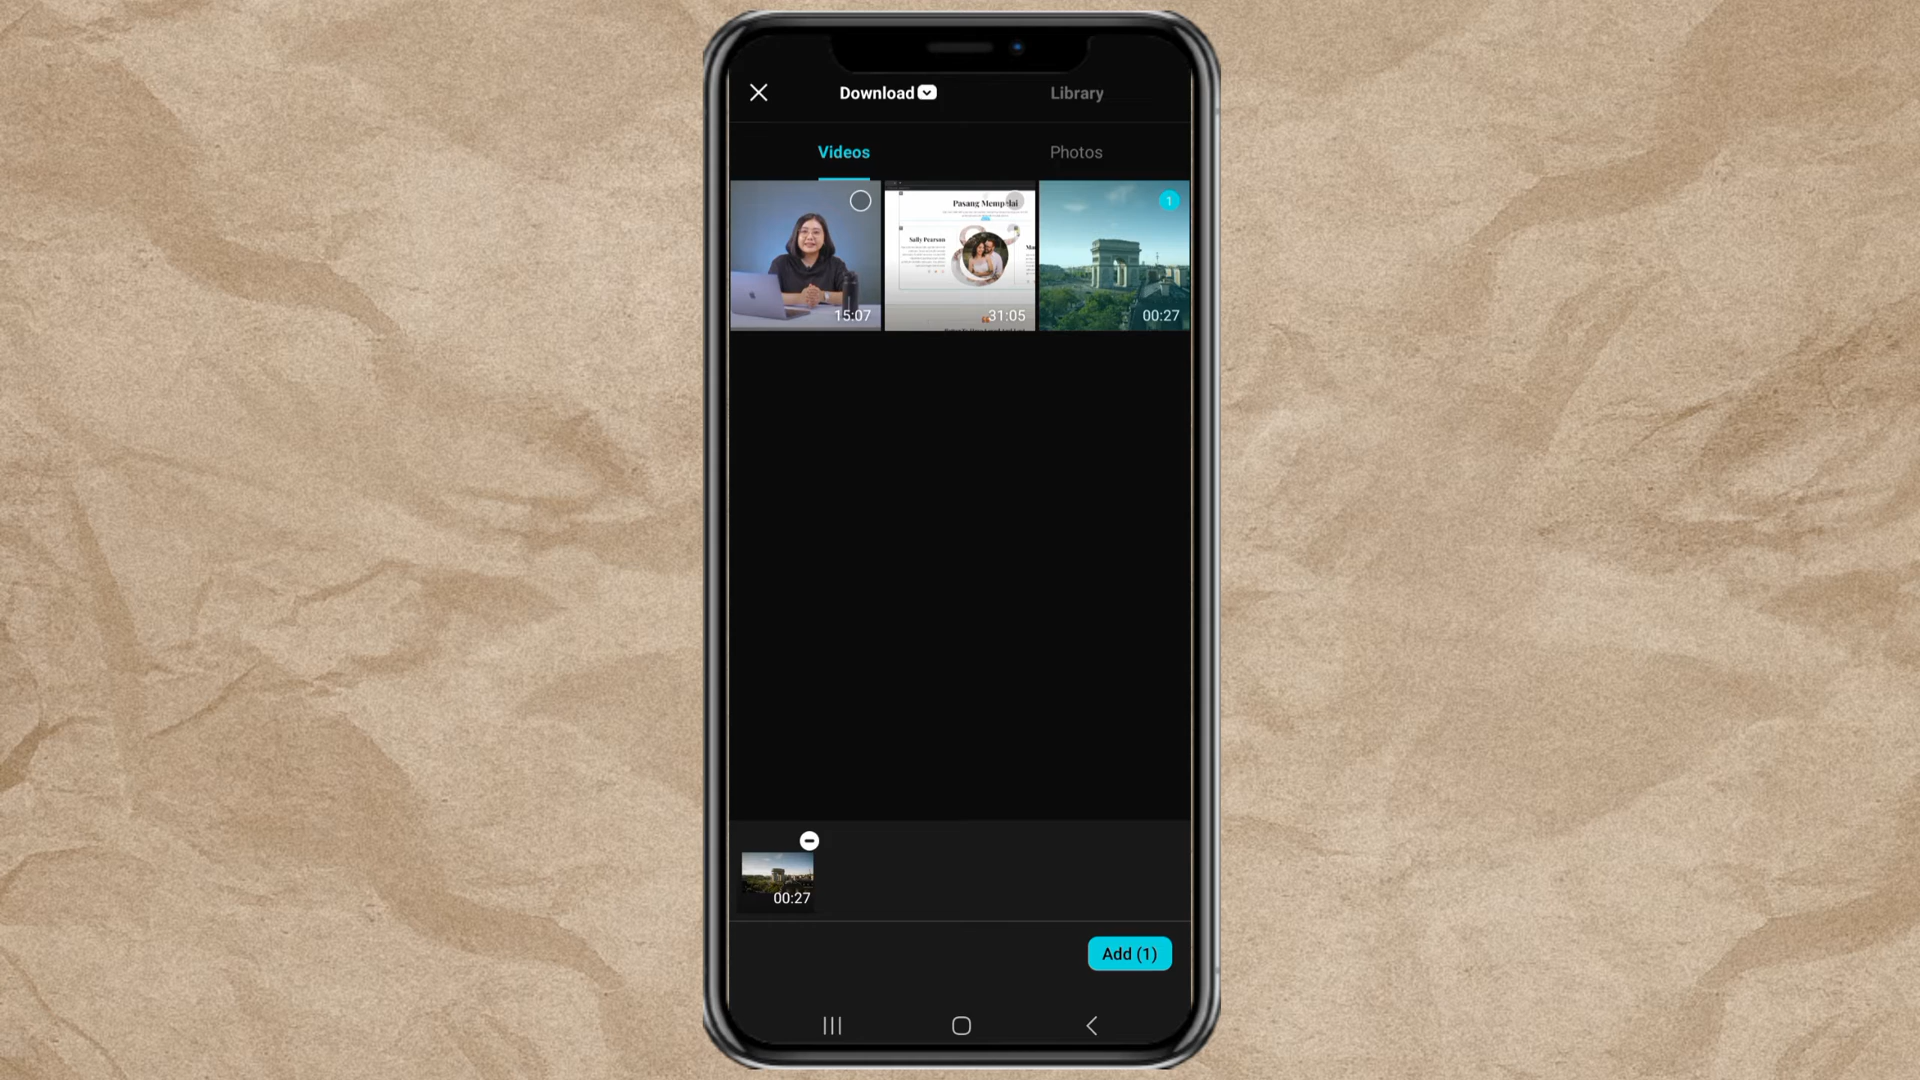 Download
Library
Videos
Photos
15:07
Pasang Mempelai
Sally Pearson
31:05
1
00:27
00:27
Add (1)